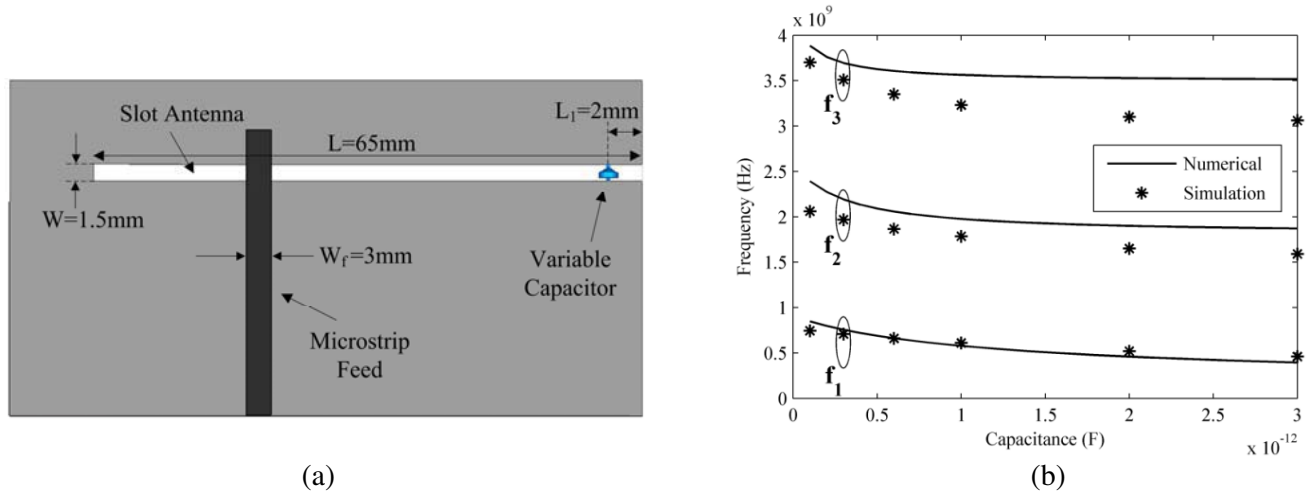 Slot Antenna
L₁=2mm
L=65mm
W=1.5mm
W_f=3mm
Variable
Capacitor
Microstrip
Feed
(a)
x 10⁹
4
3.5
3
2.5
2
1.5
1
0.5
0
Frequency (Hz)
f₃
f₂
f₁
Numerical
Simulation
0
0.5
1
1.5
2
2.5
3
Capacitance (F)
x 10⁻¹²
(b)